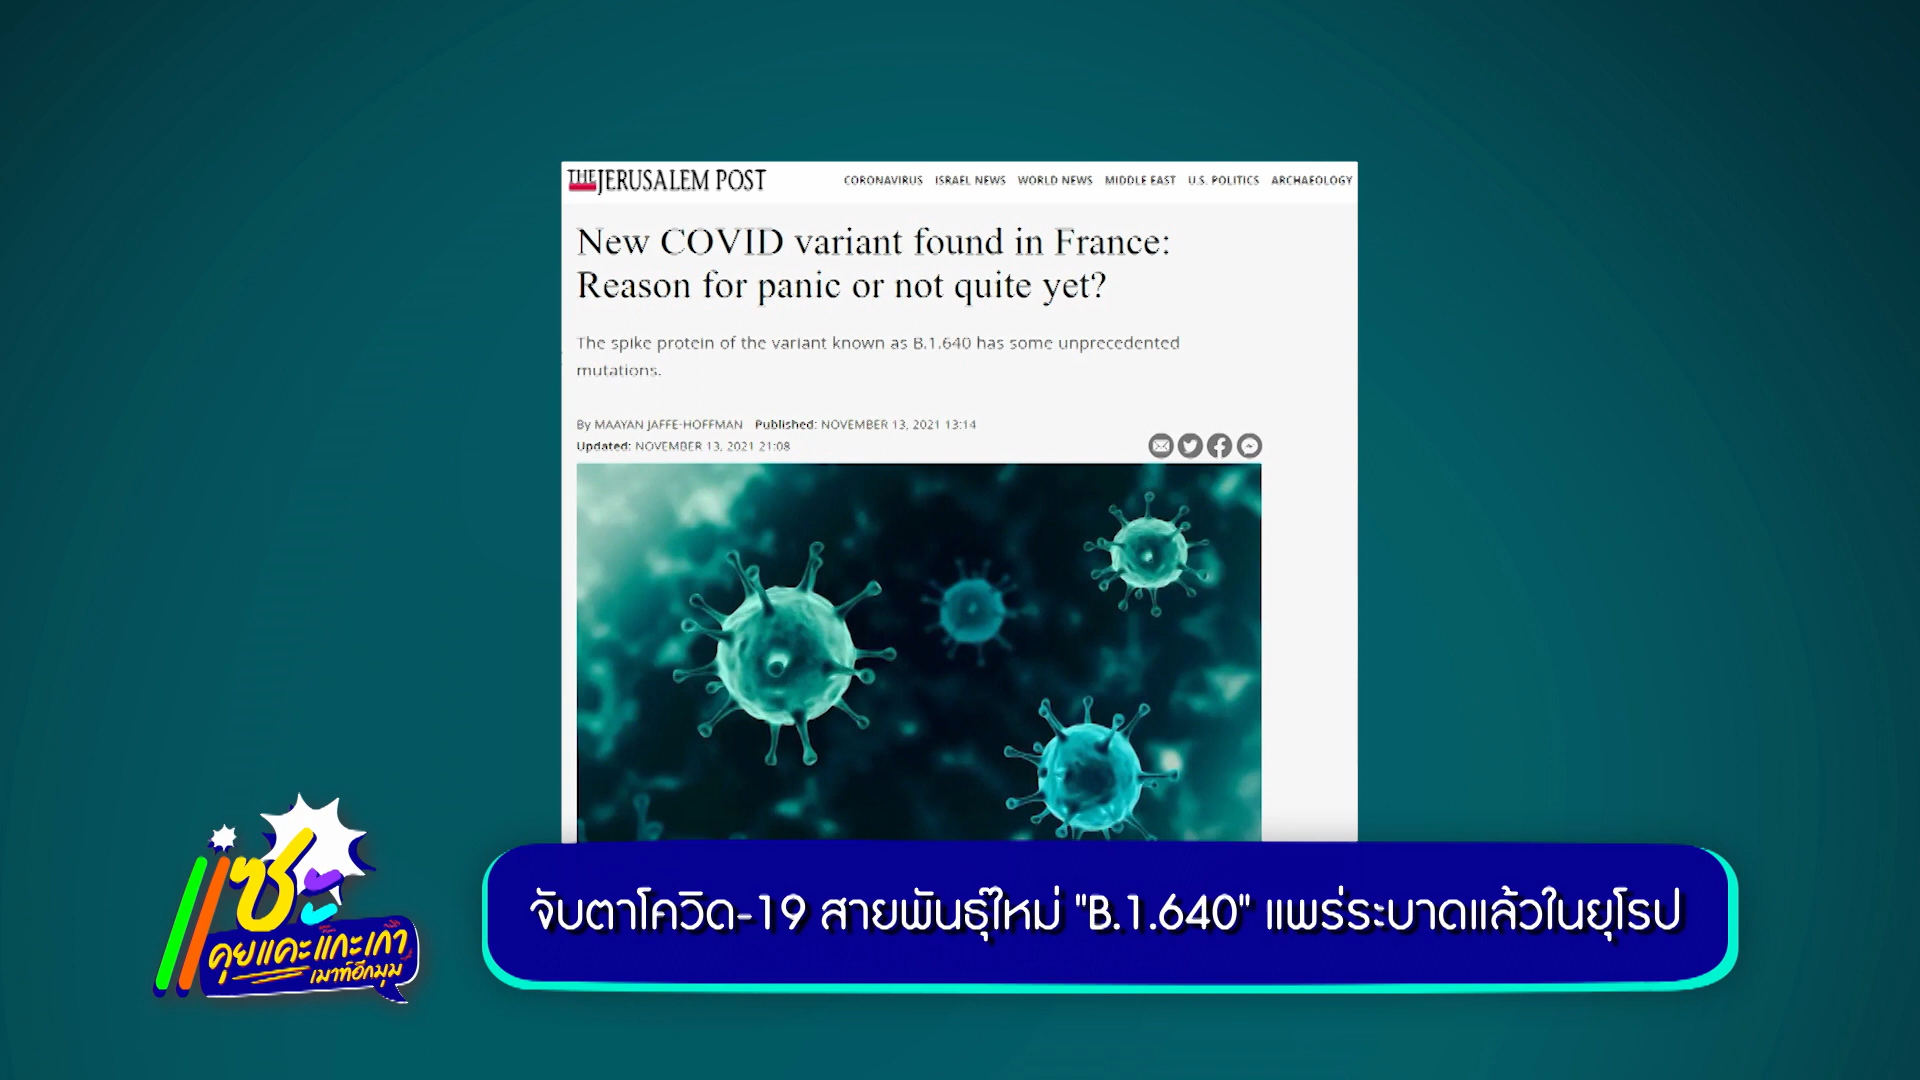 THE JERUSALEM POST
CORONAVIRUS ISRAEL NEWS WORLD NEWS MIDDLE EAST U.S. POLITICS ARCHAEOLOGY
New COVID variant found in France:
Reason for panic or not quite yet?
The spike protein of the variant known as B.1.640 has some unprecedented
mutations.
By MAAYAN JAFFE-HOFFMAN Published: NOVEMBER 13, 2021 13:14
Updated: NOVEMBER 13, 2021 21:08
แซะ
คุยแคะแกะเกา
เมาท์อีกมุม
จับตาโควิด-19 สายพันธุ์ใหม่ "B.1.640" แพร่ระบาดแล้วในยุโรป